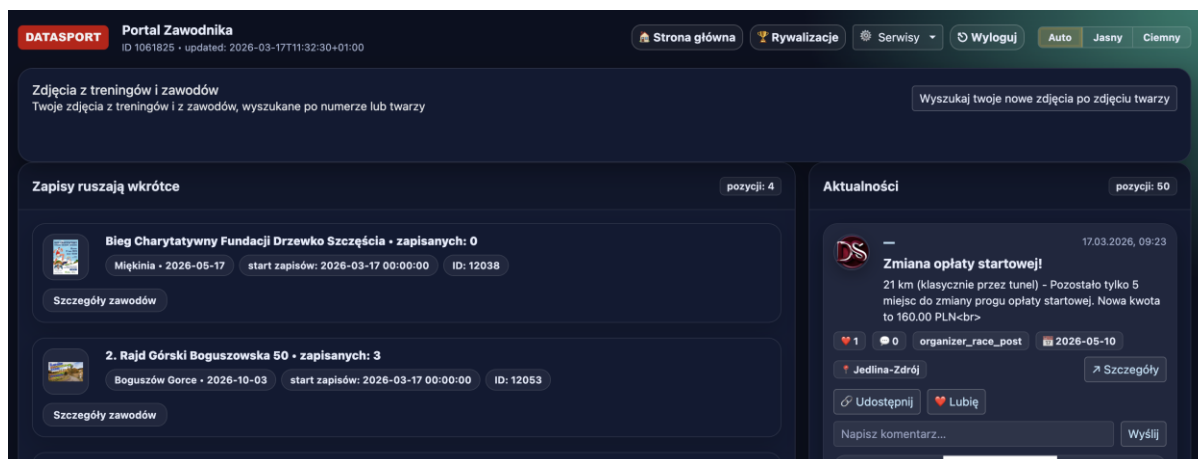 DATASPORT
Portal Zawodnika
ID 1061825 • updated: 2026-03-17T11:32:30+01:00
Strona główna
Rywalizacje
Serwisy
Wyloguj
Auto
Jasny
Ciemny
Zdjęcia z treningów i zawodów
Twoje zdjęcia z treningów i z zawodów, wyszukane po numerze lub twarzy
Wyszukaj twoje nowe zdjęcia po zdjęciu twarzy
Zapisy ruszają wkrótce
pozycji: 4
Bieg Charytatywny Fundacji Drzewko Szczęścia • zapisanych: 0
Miękinia • 2026-05-17
start zapisów: 2026-03-17 00:00:00
ID: 12038
Szczegóły zawodów
2. Rajd Górski Boguszowska 50 • zapisanych: 3
Boguszów Gorce • 2026-10-03
start zapisów: 2026-03-17 00:00:00
ID: 12053
Szczegóły zawodów
Aktualności
pozycji: 50
DS
—
17.03.2026, 09:23
Zmiana opłaty startowej!
21 km (klasycznie przez tunel) - Pozostało tylko 5
miejsc do zmiany progu opłaty startowej. Nowa kwota
to 160.00 PLN<br>
1
0
organizer_race_post
2026-05-10
Jedlina-Zdrój
Szczegóły
Udostępnij
Lubię
Napisz komentarz...
Wyślij